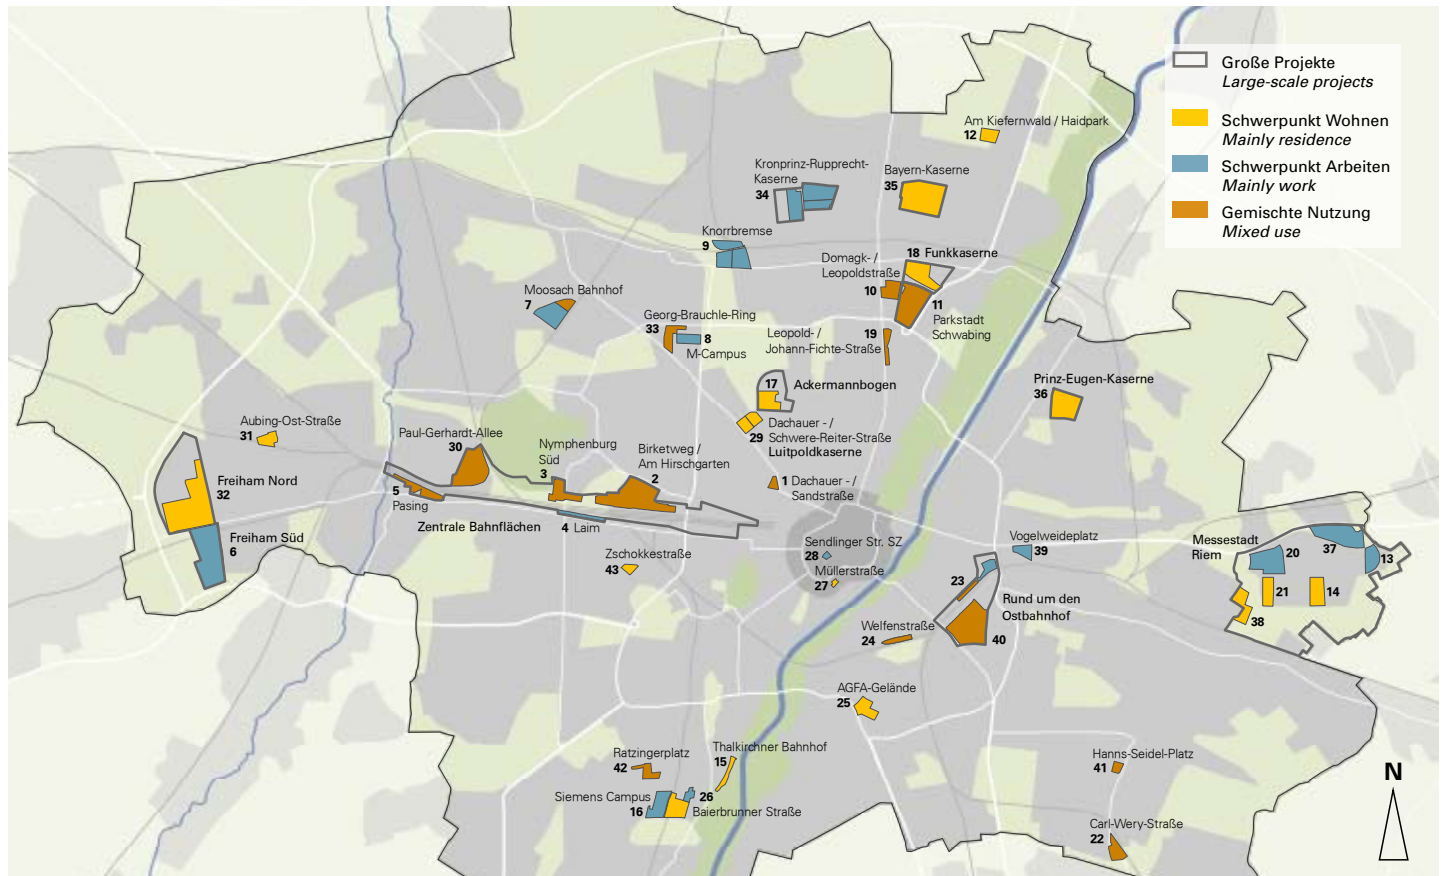 Große Projekte
Large-scale projects
Schwerpunkt Wohnen
Mainly residence
Schwerpunkt Arbeiten
Mainly work
Gemischte Nutzung
Mixed use
Am Kiefernwald / Haidpark
12
Kronprinz-Rupprecht-
Kaserne
34
Bayern-Kaserne
35
Knorrbremse
9
18 Funkkaserne
Domagk- /
Leopoldstraße
10
11
Parkstadt
Schwabing
Moosach Bahnhof
7
Georg-Brauchle-Ring
33
8
M-Campus
Leopold- /
Johann-Fichte-Straße
19
17
Ackermannbogen
Prinz-Eugen-Kaserne
36
Dachauer - /
Schwere-Reiter-Straße
Luitpoldkaserne
29
Aubing-Ost-Straße
31
Paul-Gerhardt-Allee
30
Nymphenburg
Süd
3
Birketweg /
Am Hirschgarten
2
1 Dachauer - /
Sandstraße
Freiham Nord
32
5
Pasing
Zentrale Bahnflächen
4 Laim
Freiham Süd
6
Zschokkestraße
43
Sendlinger Str. SZ
28
Müllerstraße
27
Vogelweideplatz
39
Messestadt
Riem
20
37
13
21
14
38
23
Rund um den
Ostbahnhof
40
Welfenstraße
24
AGFA-Gelände
25
Ratzingerplatz
42
Thalkirchner Bahnhof
15
Siemens Campus
16
26
Baierbrunner Straße
Hanns-Seidel-Platz
41
Carl-Wery-Straße
22
N